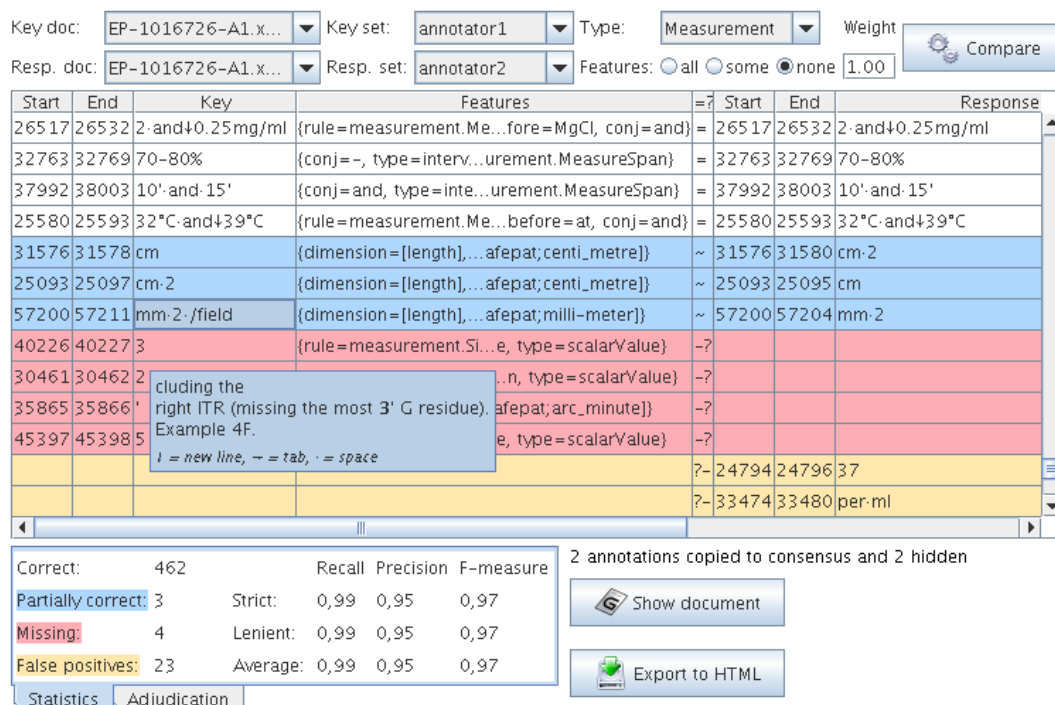 Key doc: EP-1016726-A1.x... Key set: annotator1 Type: Measurement Weight
Resp. doc: EP-1016726-A1.x... Resp. set: annotator2 Features: all some none 1.00 Compare
Start End Key Features =? Start End Response
26517 26532 2·and↓0.25mg/ml {rule=measurement.Me...fore=MgCl, conj=and} = 26517 26532 2·and↓0.25mg/ml
32763 32769 70-80% {conj=-, type=interv...urement.MeasureSpan} = 32763 32769 70-80%
37992 38003 10'·and·15' {conj=and, type=inte...urement.MeasureSpan} = 37992 38003 10'·and·15'
25580 25593 32°C·and↓39°C {rule=measurement.Me...before=at, conj=and} = 25580 25593 32°C·and↓39°C
31576 31578 cm {dimension=[length],...afepat;centi_metre]} ~ 31576 31580 cm·2
25093 25097 cm·2 {dimension=[length],...afepat;centi_metre]} ~ 25093 25095 cm
57200 57211 mm·2·/field {dimension=[length],...afepat;milli-meter]} ~ 57200 57204 mm·2
40226 40227 3 {rule=measurement.Si...e, type=scalarValue} -?
30461 30462 2 ...n, type=scalarValue} -?
35865 35866 ' afepat;arc_minute]} -?
45397 45398 5 e, type=scalarValue} -?
cluding the
right ITR (missing the most 3' G residue).
Example 4F.
↓ = new line, → = tab, · = space
?- 24794 24796 37
?- 33474 33480 per·ml
Correct: 462 Recall Precision F-measure
Partially correct: 3 Strict: 0,99 0,95 0,97
Missing: 4 Lenient: 0,99 0,95 0,97
False positives: 23 Average: 0,99 0,95 0,97
Statistics Adjudication
2 annotations copied to consensus and 2 hidden
Show document
Export to HTML